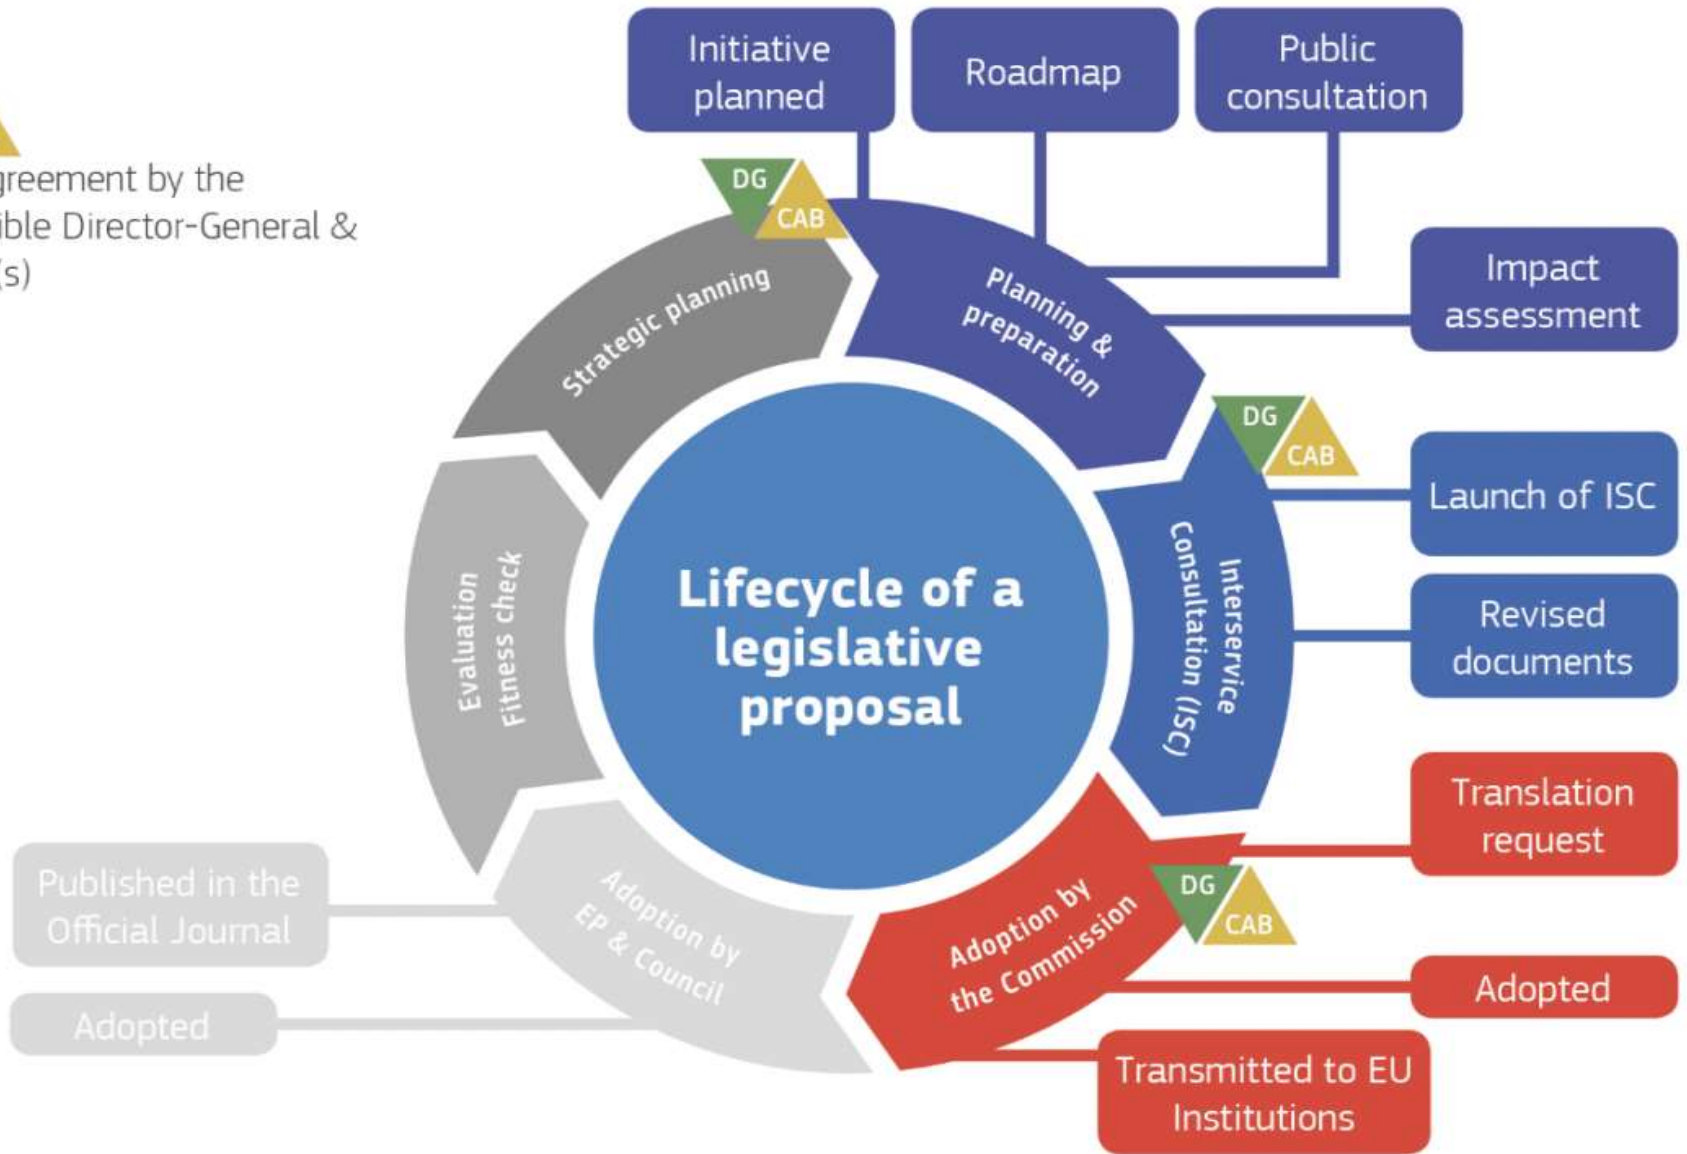 Initiative
planned
Roadmap
Public
consultation
by the
Director-General &
(s)
DG
CAB
Strategic planning
Planning &
preparation
Impact
assessment
DG
CAB
Launch of ISC
Interservice
Consultation (ISC)
Revised
documents
Evaluation
Fitness check
Lifecycle of a
legislative
proposal
Translation
request
DG
CAB
Adoption by
the Commission
Adopted
Transmitted to EU
Institutions
Adoption by
EP & Council
Published in the
Official Journal
Adopted